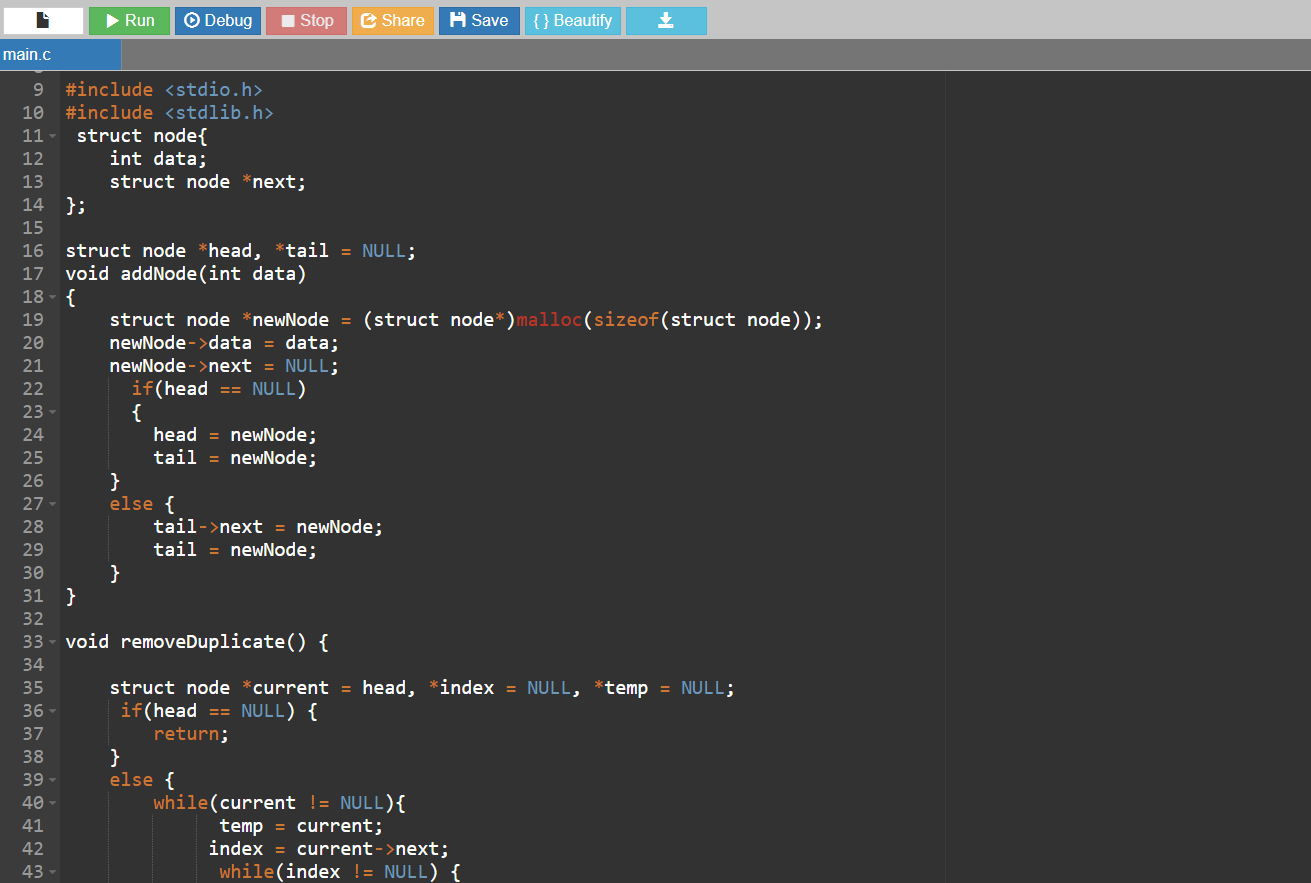 Run Debug Stop Share Save { } Beautify
main.c
9 #include <stdio.h>
10 #include <stdlib.h>
11 struct node{
12 int data;
13 struct node *next;
14 };
15
16 struct node *head, *tail = NULL;
17 void addNode(int data)
18 {
19 struct node *newNode = (struct node*)malloc(sizeof(struct node));
20 newNode->data = data;
21 newNode->next = NULL;
22 if(head == NULL)
23 {
24 head = newNode;
25 tail = newNode;
26 }
27 else {
28 tail->next = newNode;
29 tail = newNode;
30 }
31 }
32
33 void removeDuplicate() {
34
35 struct node *current = head, *index = NULL, *temp = NULL;
36 if(head == NULL) {
37 return;
38 }
39 else {
40 while(current != NULL){
41 temp = current;
42 index = current->next;
43 while(index != NULL) {